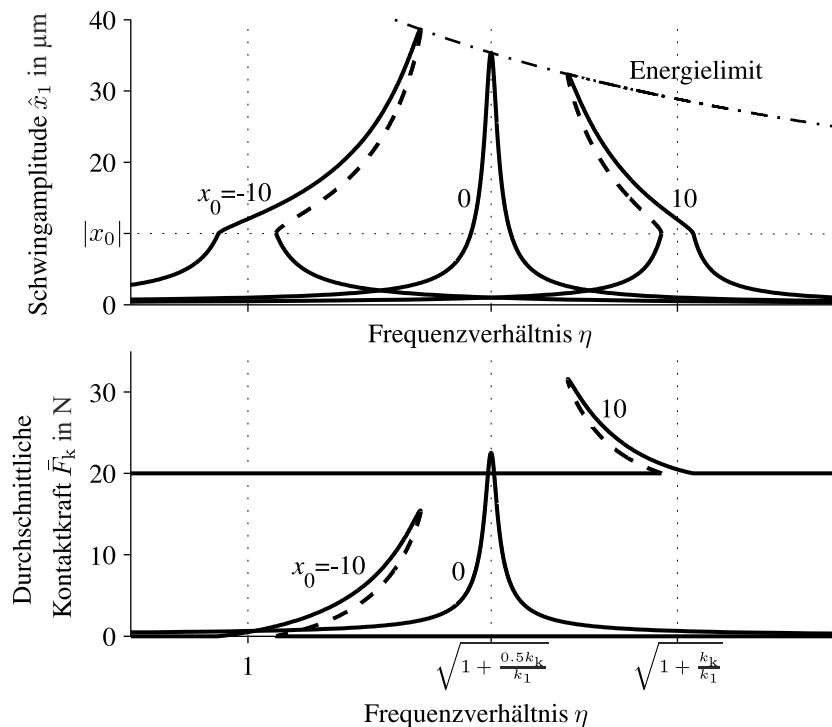 Schwingamplitude x̂₁ in µm
40
30
20
10
|x₀|
0
x₀=-10
0
10
Energielimit
Frequenzverhältnis η
Durchschnittliche
Kontaktkraft F̄ₖ in N
30
20
10
0
x₀=-10
0
10
1
√(1 + 0.5kₖ/k₁)
√(1 + kₖ/k₁)
Frequenzverhältnis η